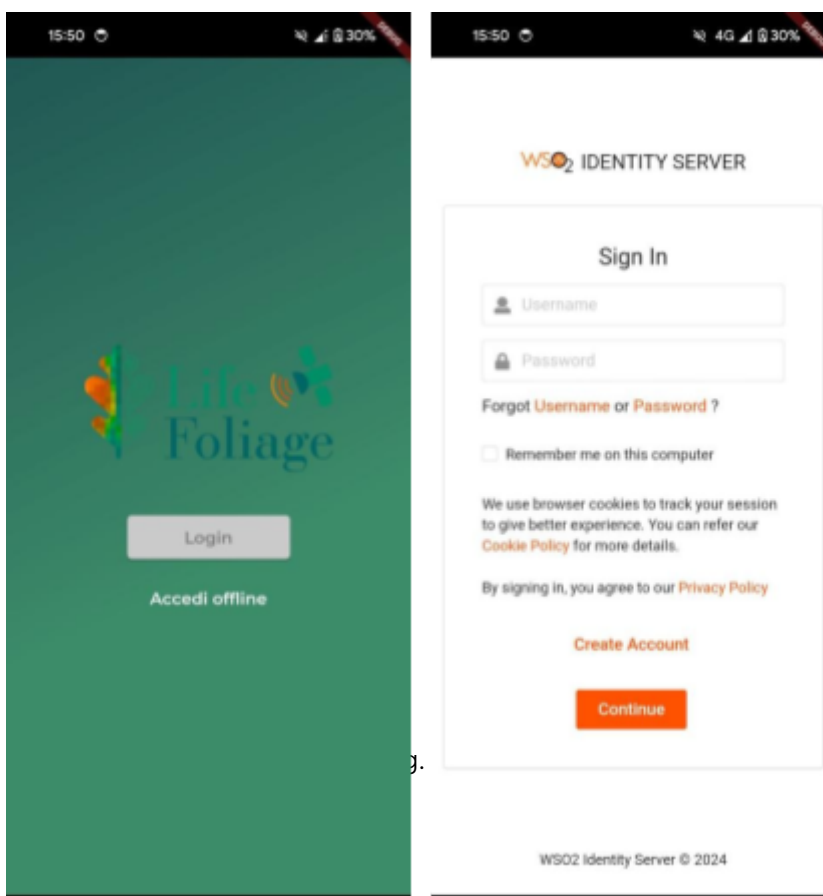 15:50 30% DEBUG
Life
Foliage
Login
Accedi offline
15:50 4G 30%
WSO2 IDENTITY SERVER
Sign In
Username
Password
Forgot Username or Password ?
Remember me on this computer
We use browser cookies to track your session
to give better experience. You can refer our
Cookie Policy for more details.
By signing in, you agree to our Privacy Policy
Create Account
Continue
g.
WSO2 Identity Server © 2024